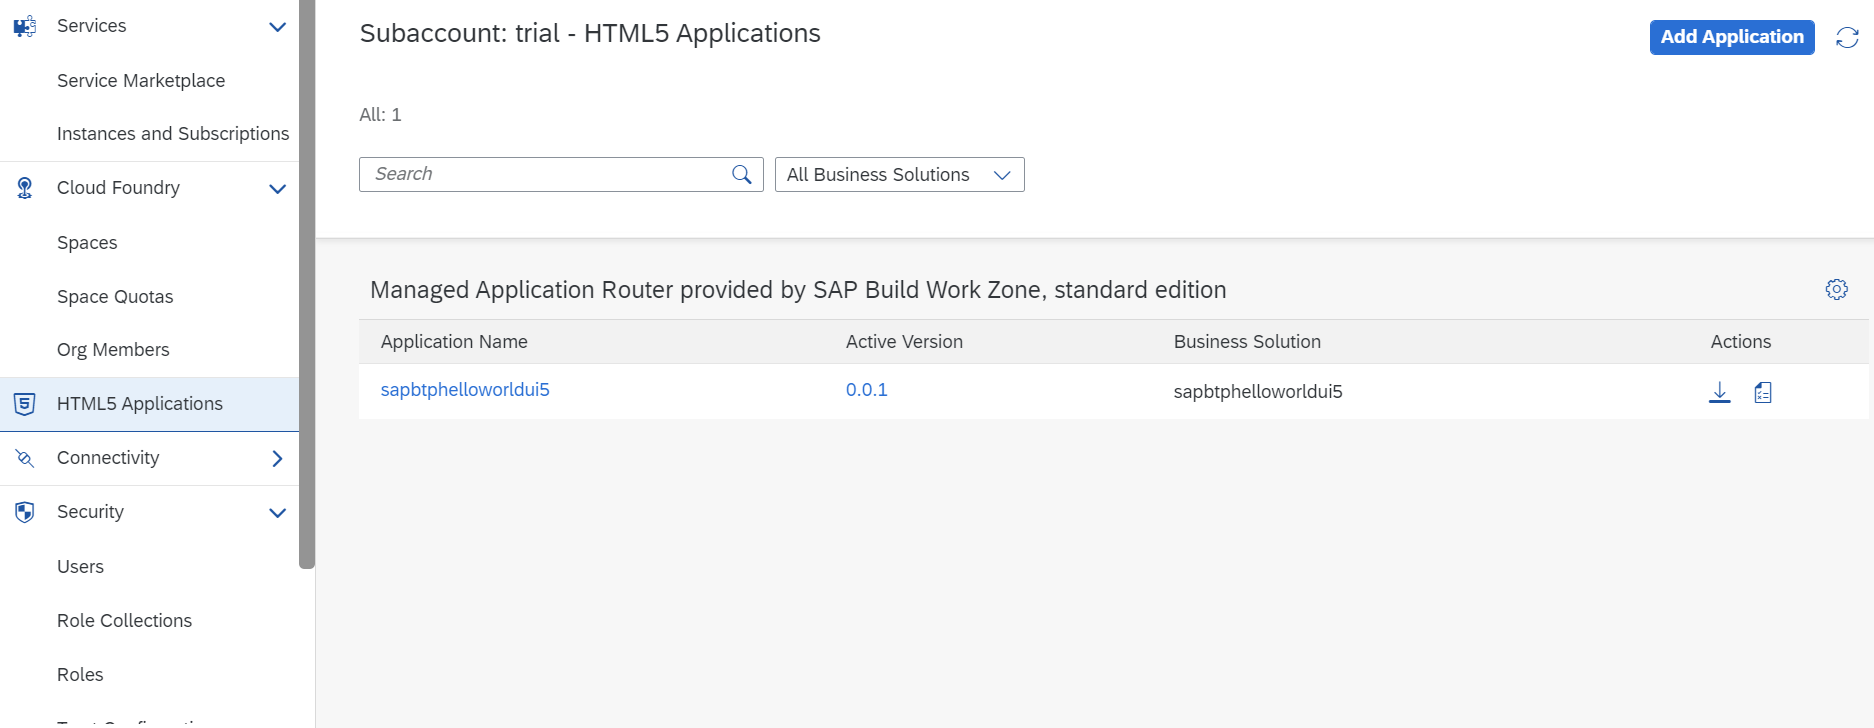 Services
Service Marketplace
Instances and Subscriptions
Cloud Foundry
Spaces
Space Quotas
Org Members
5 HTML5 Applications
Connectivity
Security
Users
Role Collections
Roles
Subaccount: trial - HTML5 Applications
Add Application
All: 1
Search
All Business Solutions
Managed Application Router provided by SAP Build Work Zone, standard edition
Application Name Active Version Business Solution Actions
sapbtphelloworldui5 0.0.1 sapbtphelloworldui5